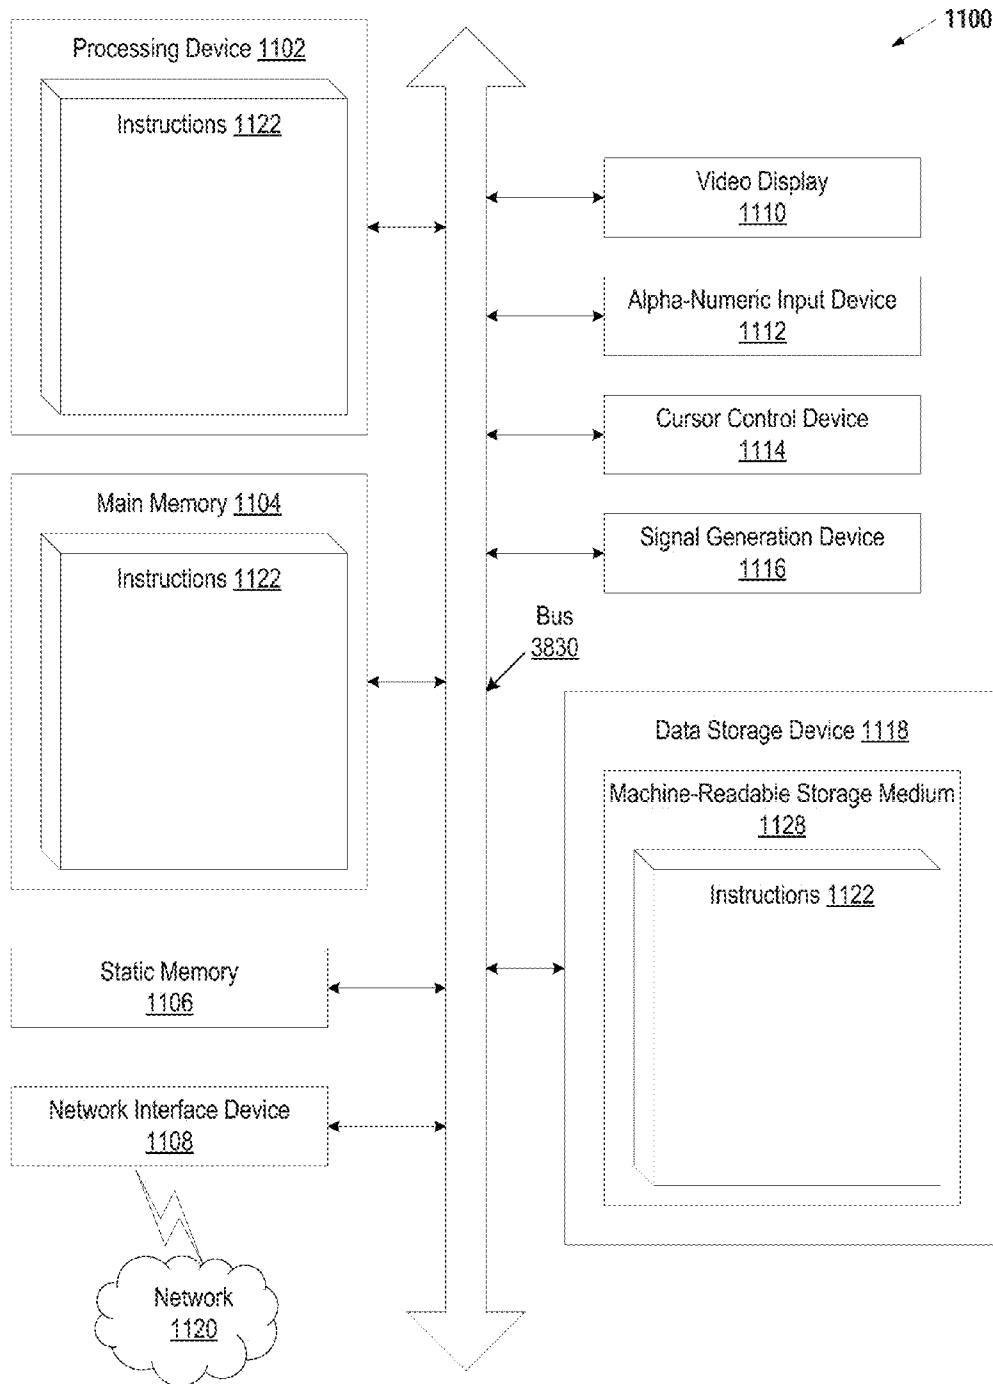 1100
Processing Device 1102
Instructions 1122
Main Memory 1104
Instructions 1122
Static Memory
1106
Network Interface Device
1108
Network
1120
Video Display
1110
Alpha-Numeric Input Device
1112
Cursor Control Device
1114
Signal Generation Device
1116
Bus
3830
Data Storage Device 1118
Machine-Readable Storage Medium
1128
Instructions 1122